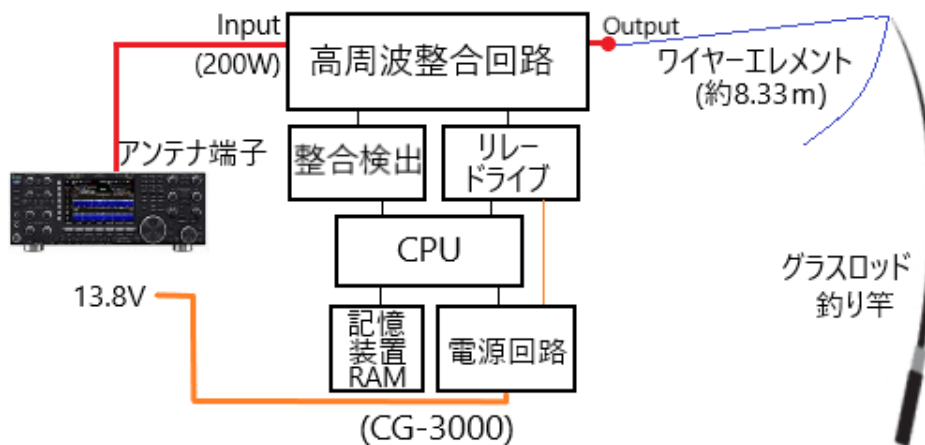 Input
(200W)
高周波整合回路
Output
ワイヤーエレメント
(約8.33m)
アンテナ端子
整合検出
リレー
ドライブ
CPU
グラスロッド
釣り竿
13.8V
記憶
装置
RAM
電源回路
(CG-3000)